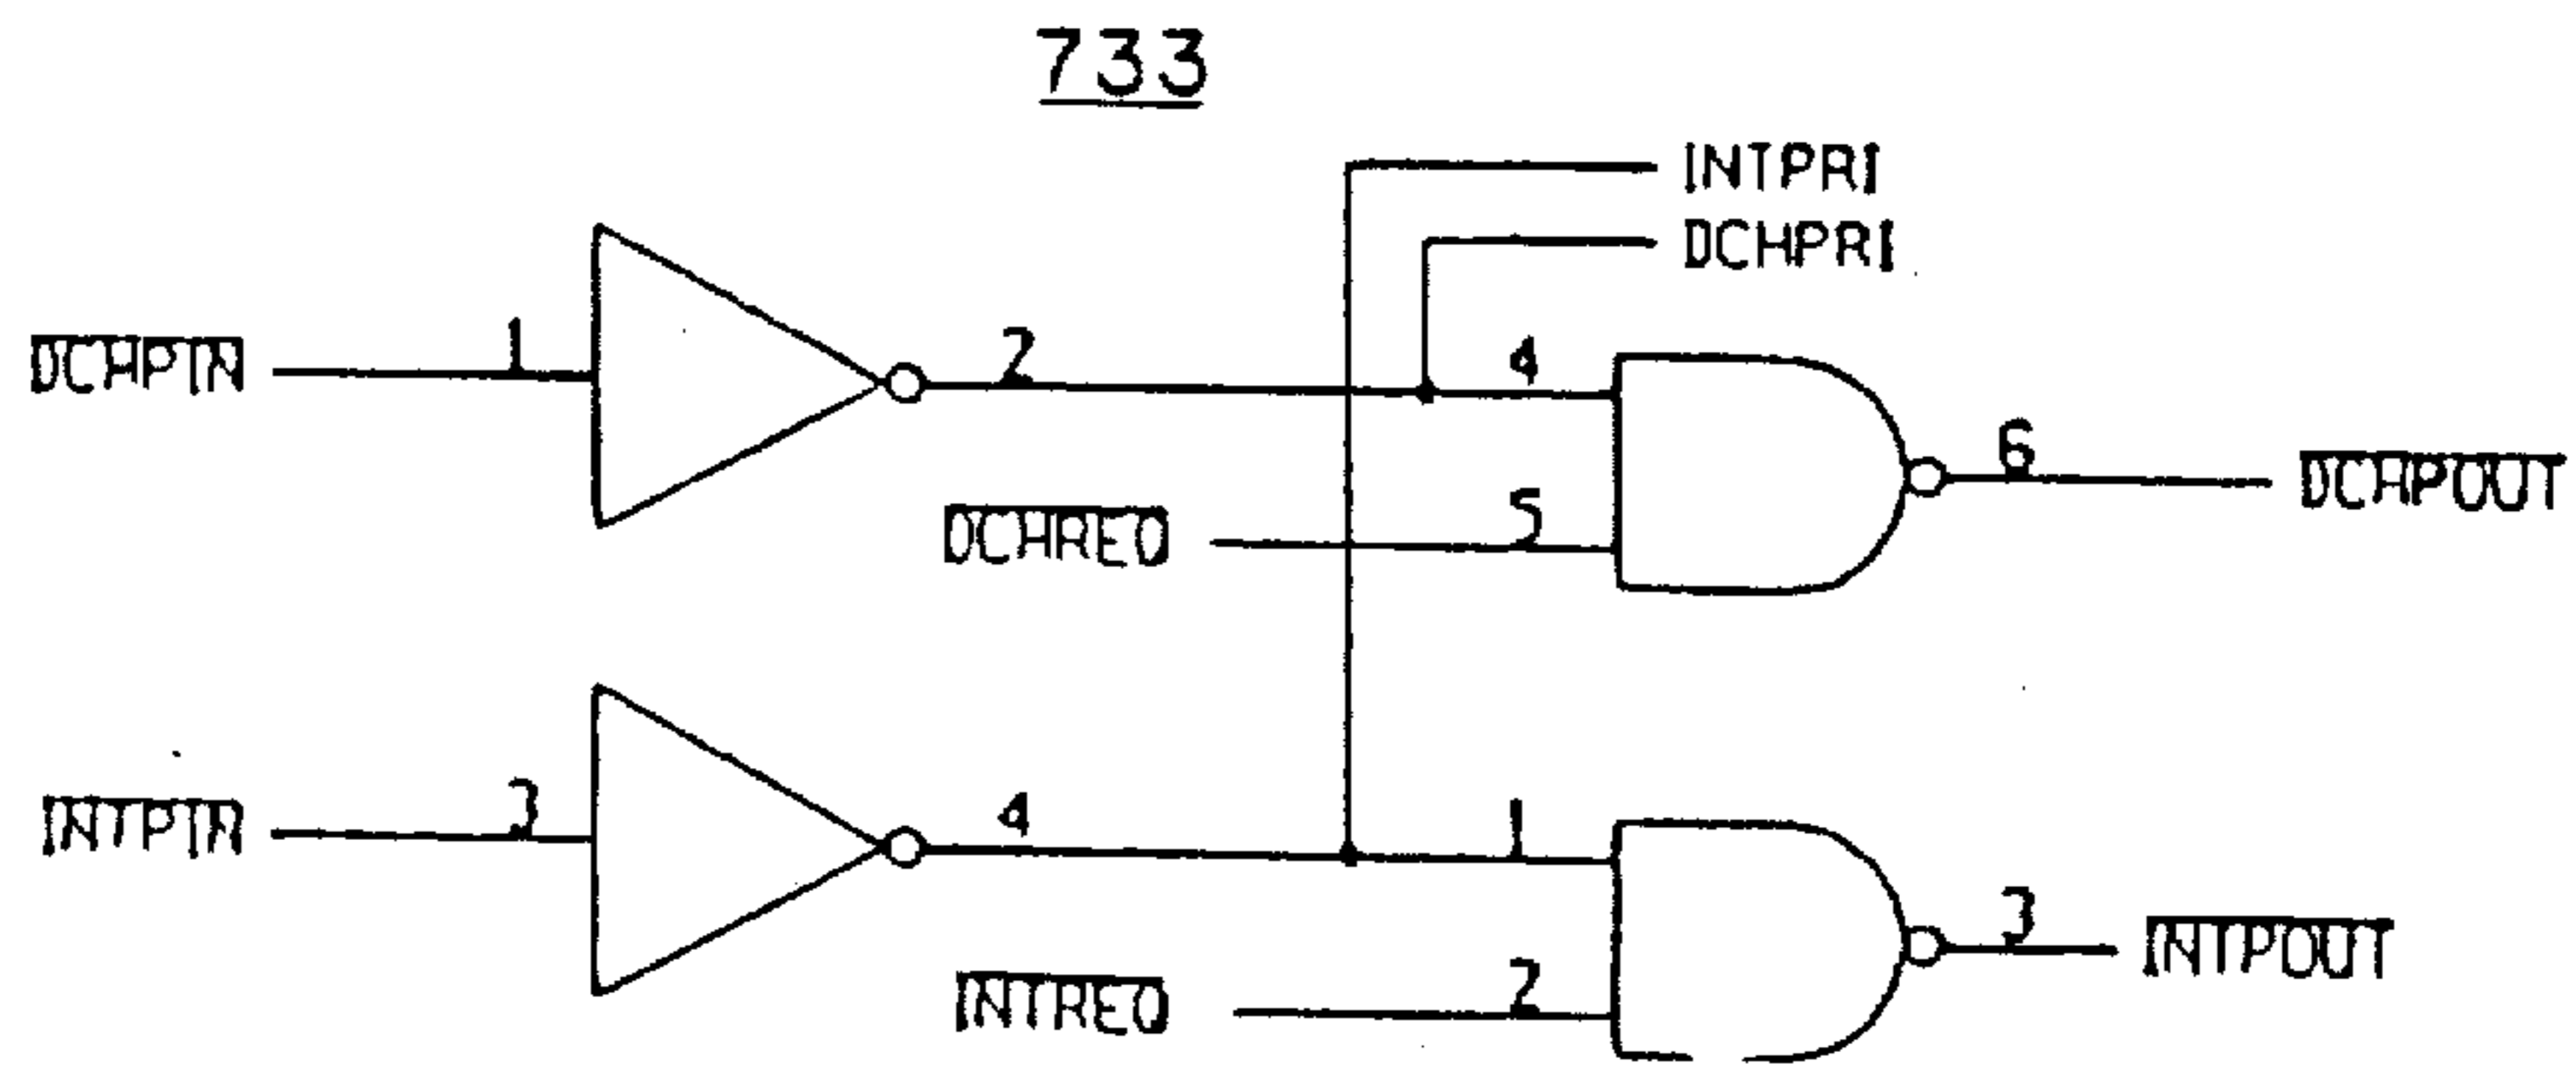 733
INTPRI
DCHPRI
DCHPIN
1
2
4
6
DCHPOUT
DCHREQ
5
INTPIN
3
4
1
3
INTPOUT
INTREQ
2